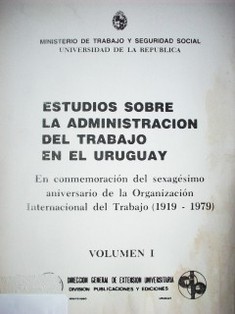 MINISTERIO DE TRABAJO Y SEGURIDAD SOCIAL
UNIVERSIDAD DE LA REPUBLICA
ESTUDIOS SOBRE
LA ADMINISTRACION
DEL TRABAJO
EN EL URUGUAY
En conmemoración del sexagésimo
aniversario de la Organización
Internacional del Trabajo (1919 - 1979)
VOLUMEN I
DIRECCION GENERAL DE EXTENSION UNIVERSITARIA
DIVISION PUBLICACIONES Y EDICIONES